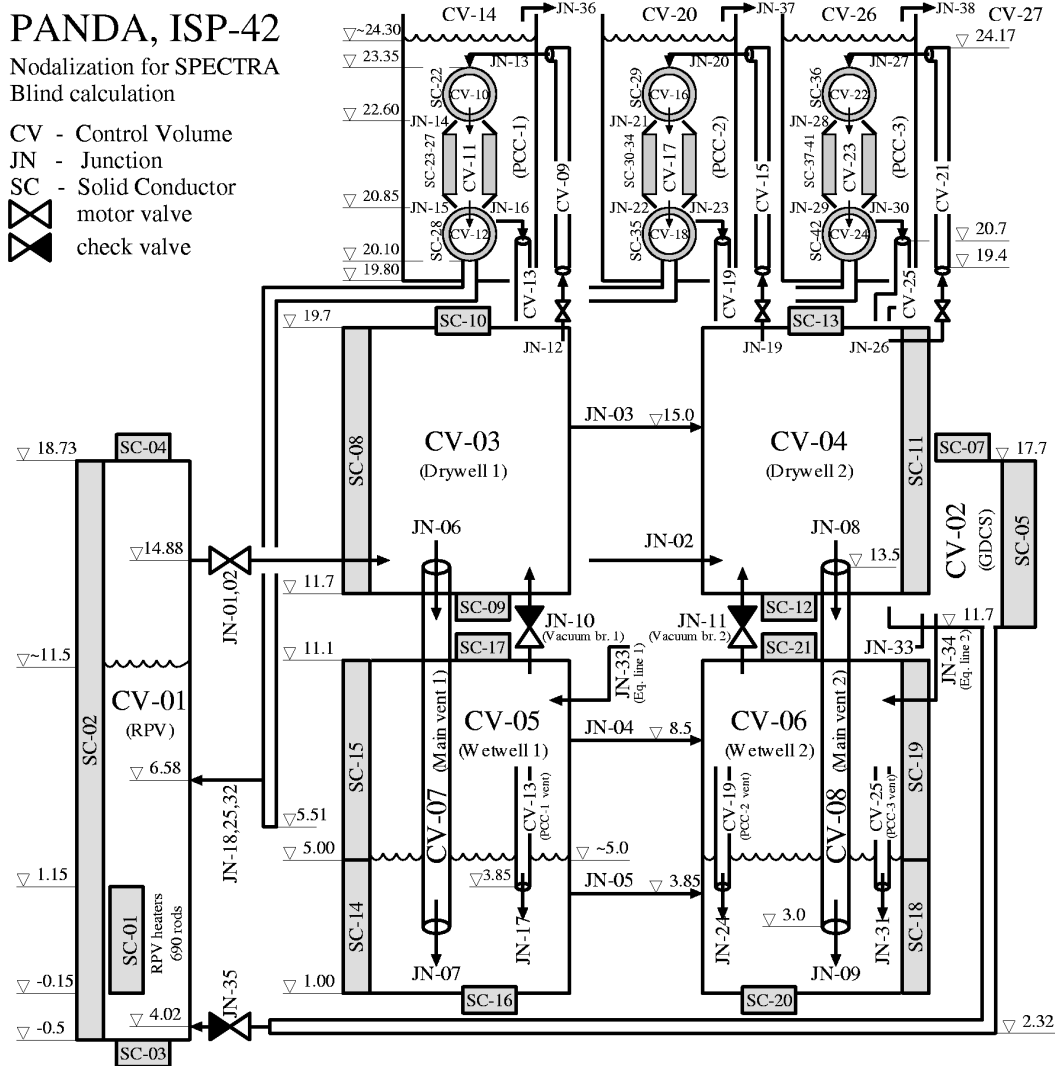 PANDA, ISP-42
Nodalization for SPECTRA
Blind calculation
CV - Control Volume
JN - Junction
SC - Solid Conductor
motor valve
check valve
CV-14
JN-36
CV-20
JN-37
CV-26
JN-38
CV-27
~24.30
23.35
22.60
20.85
20.10
19.80
24.17
20.7
19.4
JN-13
SC-22
CV-10
JN-14
SC-23-27
CV-11
(PCC-1)
CV-09
JN-15
JN-16
SC-28
CV-12
CV-13
JN-20
SC-29
CV-16
JN-21
SC-30-34
CV-17
(PCC-2)
CV-15
JN-22
JN-23
SC-35
CV-18
CV-19
JN-27
SC-36
CV-22
JN-28
SC-37-41
CV-23
(PCC-3)
CV-21
JN-29
JN-30
SC-42
CV-24
CV-25
19.7
SC-10
JN-12
JN-19
SC-13
JN-26
SC-08
CV-03
(Drywell 1)
JN-03
15.0
CV-04
(Drywell 2)
SC-11
SC-07
17.7
CV-02
(GDCS)
SC-05
18.73
SC-04
14.88
JN-01,02
JN-06
JN-02
JN-08
13.5
11.7
SC-09
JN-10
(Vacuum br. 1)
JN-11
(Vacuum br. 2)
SC-12
11.7
~11.5
11.1
SC-17
JN-33
(Eq. line 1)
SC-21
JN-33
JN-34
(Eq. line 2)
SC-02
CV-01
(RPV)
6.58
JN-18,25,32
5.51
SC-15
CV-07
(Main vent 1)
CV-05
(Wetwell 1)
JN-04
8.5
CV-06
(Wetwell 2)
CV-08
(Main vent 2)
SC-19
CV-13
(PCC-1 vent)
CV-19
(PCC-2 vent)
CV-25
(PCC-3 vent)
5.00
~5.0
1.15
SC-01
RPV heaters
690 rods
SC-14
3.85
JN-05
3.85
3.0
SC-18
JN-17
JN-24
JN-31
JN-07
JN-09
-0.15
1.00
SC-16
SC-20
4.02
JN-35
-0.5
SC-03
2.32